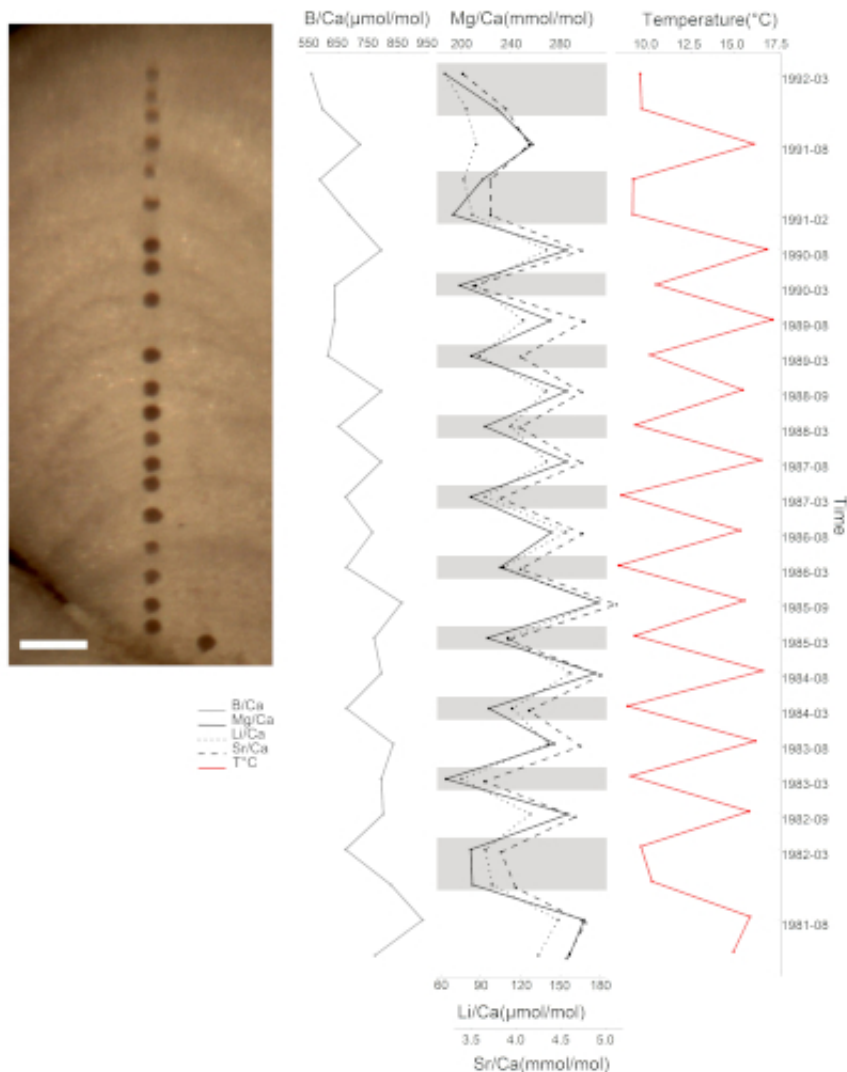 B/Ca(μmol/mol) Mg/Ca(mmol/mol) Temperature(°C)
550 650 750 850 950 200 240 280 10.0 12.5 15.0 17.5
1992-03
1991-08
1991-02
1990-08
1990-03
1989-08
1989-03
1988-09
1988-03
1987-08
1987-03
Time
1986-08
1986-03
1985-09
1985-03
1984-08
B/Ca
Mg/Ca
1984-03
Li/Ca
Sr/Ca
1983-08
T°C
1983-03
1982-09
1982-03
1981-08
60 90 120 150 180
Li/Ca(μmol/mol)
3.5 4.0 4.5 5.0
Sr/Ca(mmol/mol)